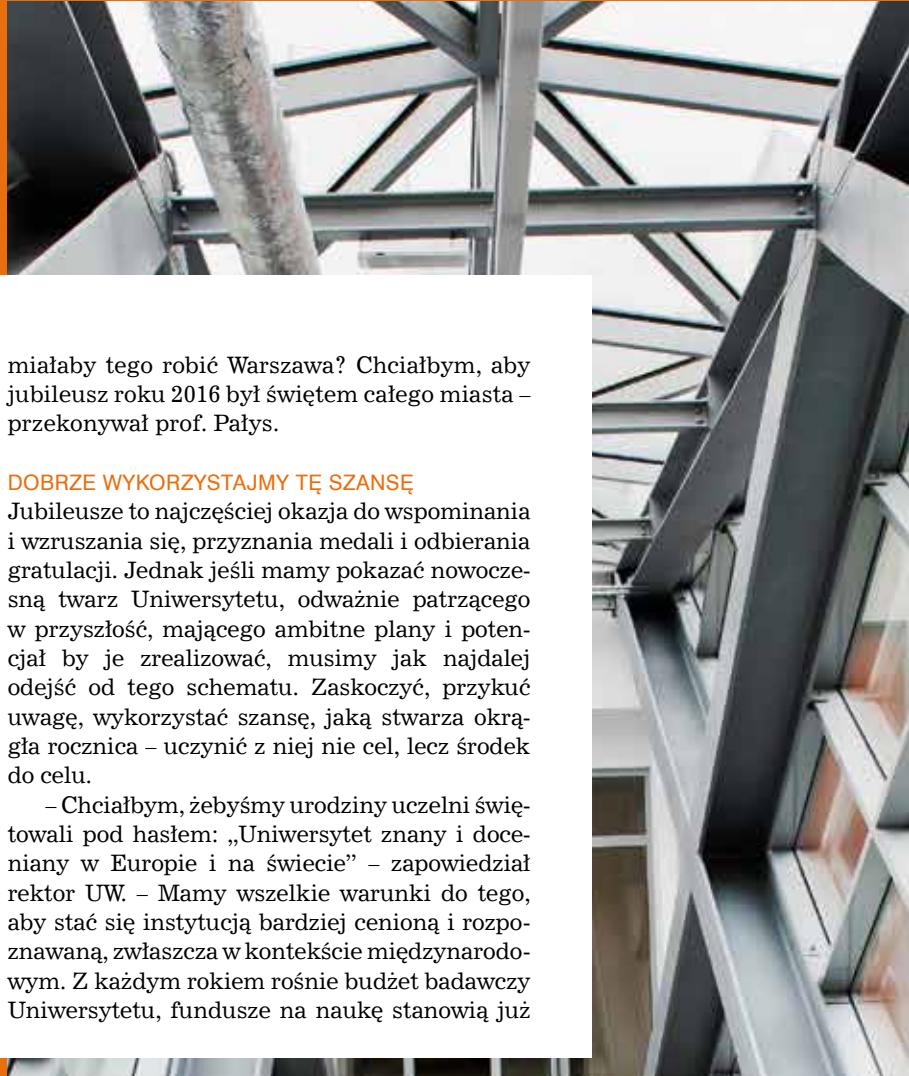 miałaby tego robić Warszawa? Chciałbym, aby
jubileusz roku 2016 był świętem całego miasta –
przekonywał prof. Pałys.
DOBRZE WYKORZYSTAJMY TĘ SZANSĘ
Jubileusze to najczęściej okazja do wspominania
i wzruszania się, przyznania medali i odbierania
gratulacji. Jednak jeśli mamy pokazać nowocze-
sną twarz Uniwersytetu, odważnie patrzącego
w przyszłość, mającego ambitne plany i poten-
cjał by je zrealizować, musimy jak najdalej
odejść od tego schematu. Zaskoczyć, przykuć
uwagę, wykorzystać szansę, jaką stwarza okrą-
gła rocznica – uczynić z niej nie cel, lecz środek
do celu.
– Chciałbym, żebyśmy urodziny uczelni świę-
towali pod hasłem: „Uniwersytet znany i doce-
niany w Europie i na świecie” – zapowiedział
rektor UW. – Mamy wszelkie warunki do tego,
aby stać się instytucją bardziej cenioną i rozpo-
znawaną, zwłaszcza w kontekście międzynarodo-
wym. Z każdym rokiem rośnie budżet badawczy
Uniwersytetu, fundusze na naukę stanowią już